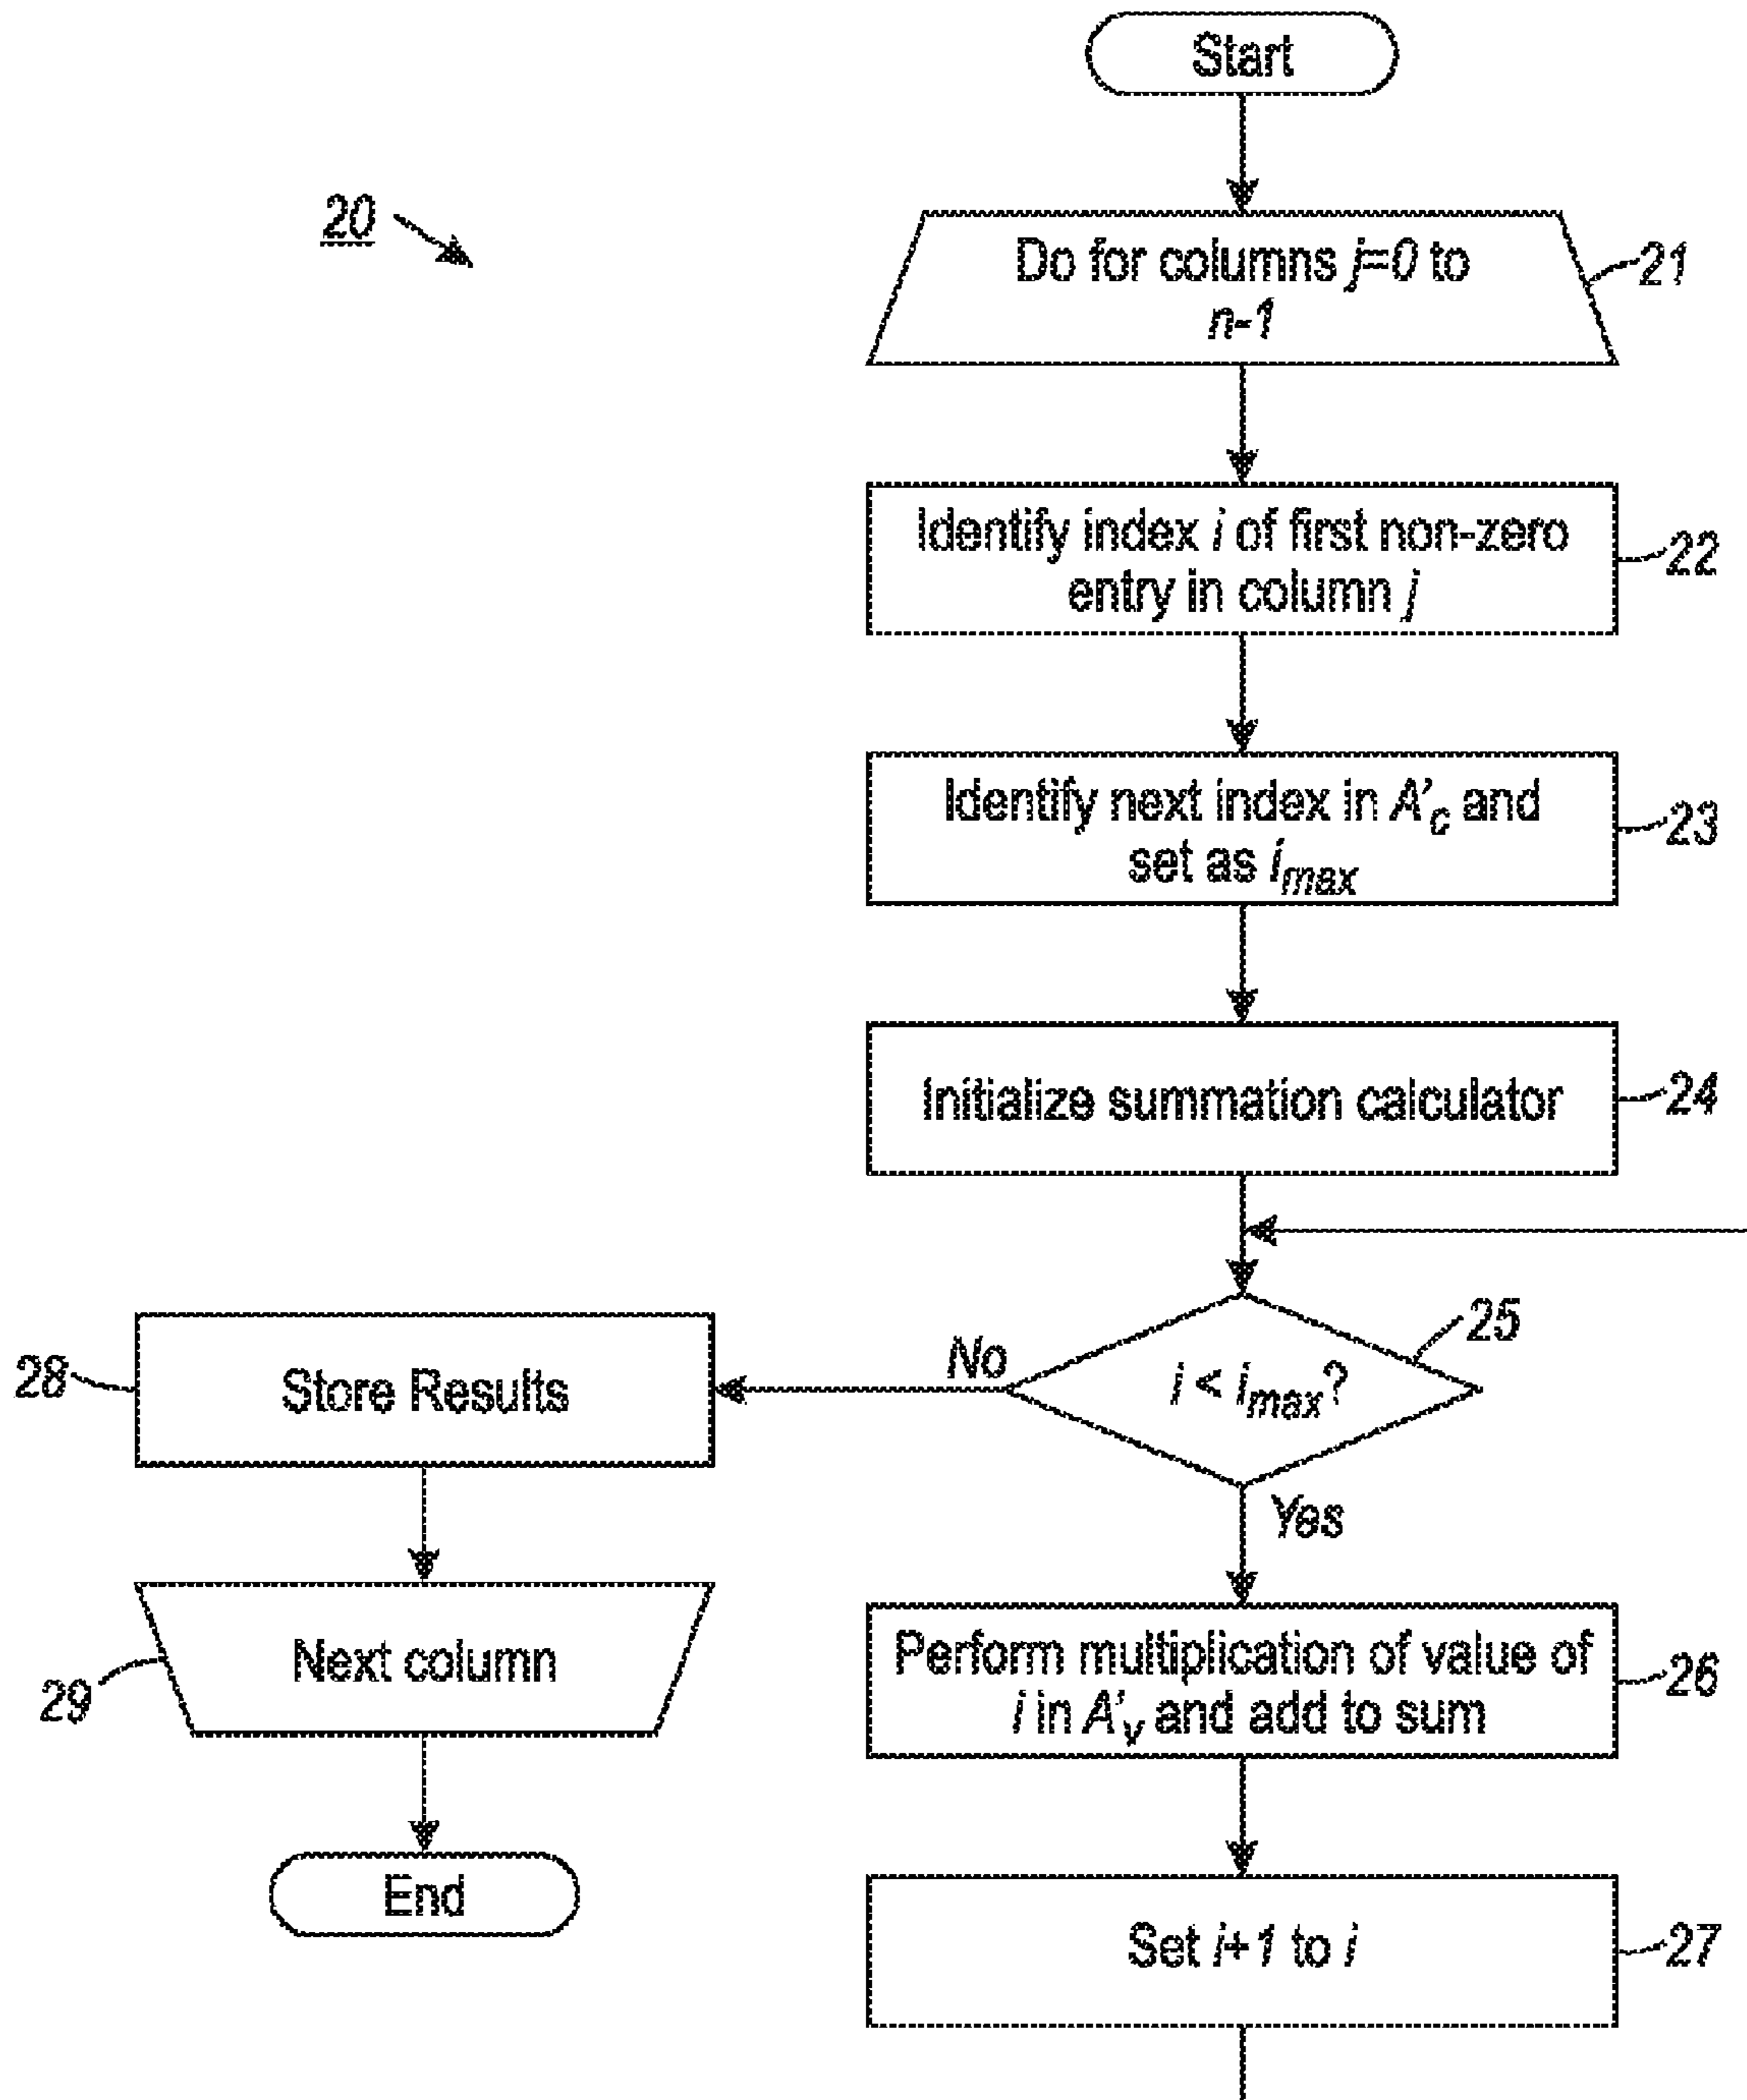 Start
20
Do for columns j=0 to
n-1
21
Identify index i of first non-zero
entry in column j
22
Identify next index in A'c and
set as imax
23
Initialize summation calculator
24
i < imax?
25
No
Yes
28
Store Results
Perform multiplication of value of
i in A'v and add to sum
26
Next column
29
Set i+1 to i
27
End